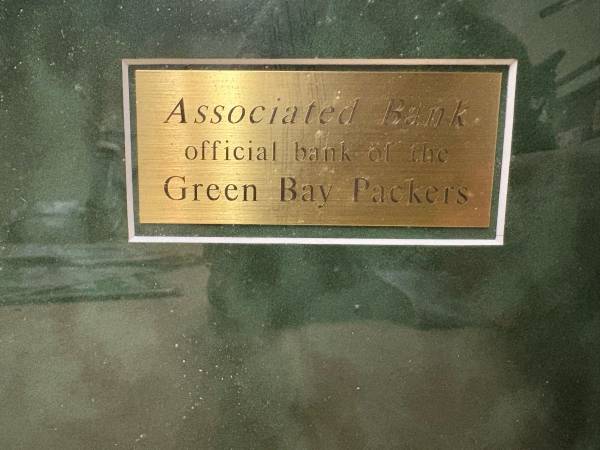 Associated Bank
official bank of the
Green Bay Packers